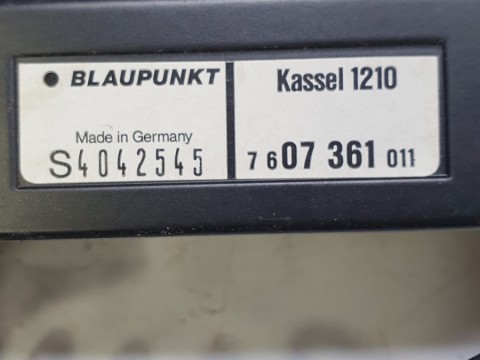 BLAUPUNKT
Made in Germany
S4042545
Kassel 1210
7 607 361 011